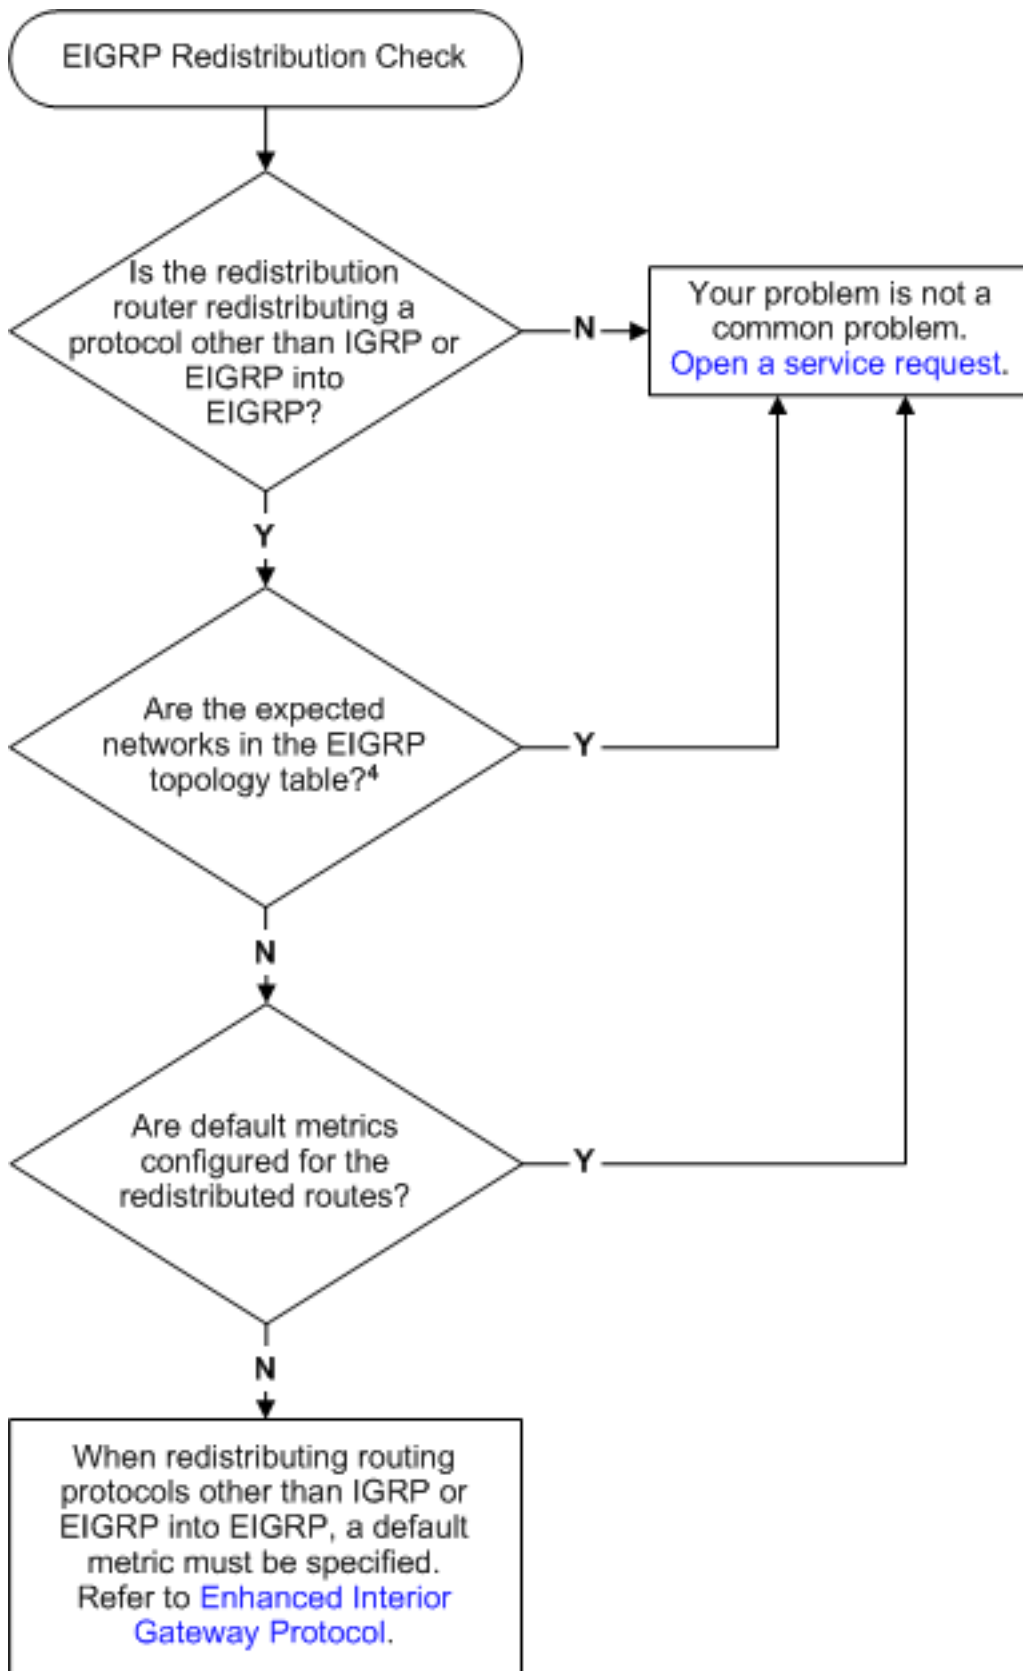 EIGRP Redistribution Check
Is the redistribution
router redistributing a
protocol other than IGRP or
EIGRP into
EIGRP?
N
Your problem is not a
common problem.
Open a service request.
Y
Are the expected
networks in the EIGRP
topology table?⁴
Y
N
Are default metrics
configured for the
redistributed routes?
Y
N
When redistributing routing
protocols other than IGRP or
EIGRP into EIGRP, a default
metric must be specified.
Refer to Enhanced Interior
Gateway Protocol.